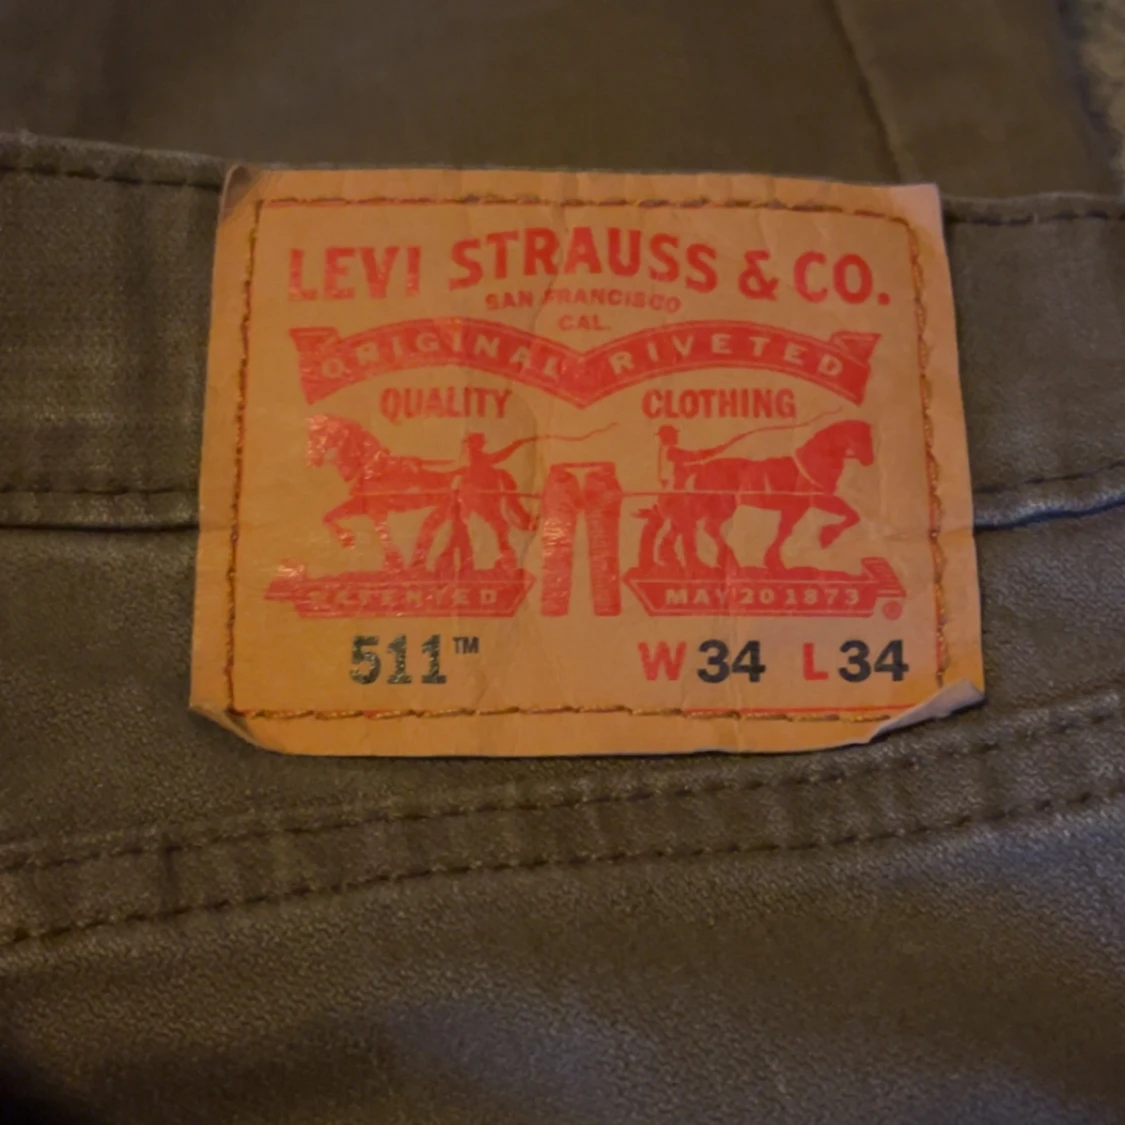 LEVI STRAUSS & CO.
SAN FRANCISCO
CAL.
ORIGINAL RIVETED
QUALITY CLOTHING
PATENTED MAY 20 1873
511™ W34 L34